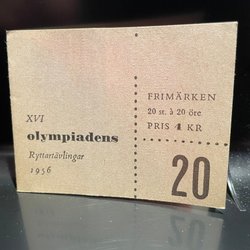 XVI
olympiadens
Ryttartävlingar
1956
FRIMÄRKEN
20 st. à 20 öre
PRIS 4 KR
20